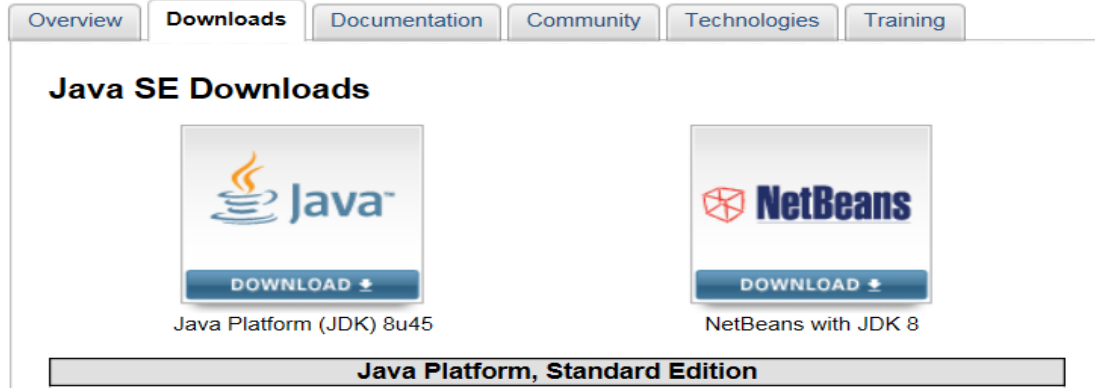 Overview Downloads Documentation Community Technologies Training
Java SE Downloads
Java™ NetBeans
DOWNLOAD DOWNLOAD
Java Platform (JDK) 8u45 NetBeans with JDK 8
Java Platform, Standard Edition